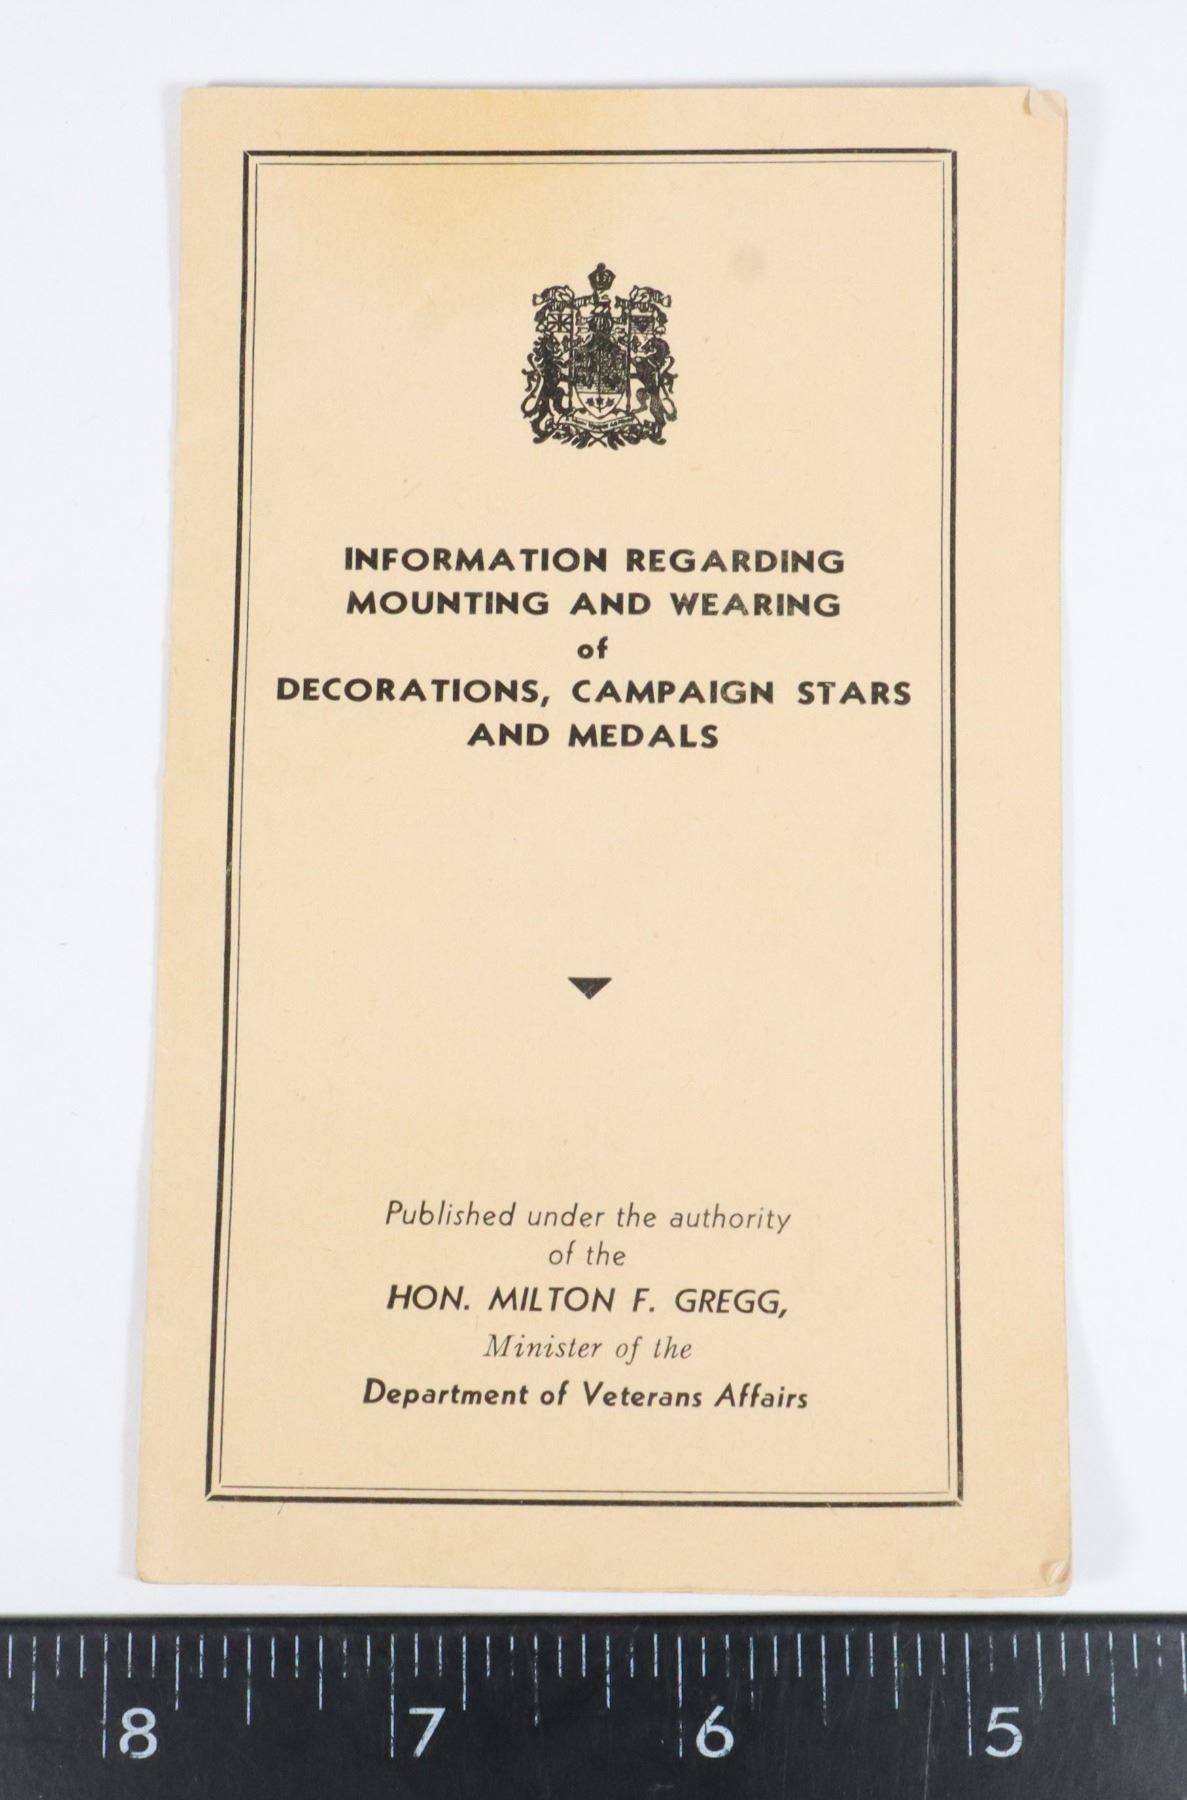 INFORMATION REGARDING
MOUNTING AND WEARING
of
DECORATIONS, CAMPAIGN STARS
AND MEDALS
Published under the authority
of the
HON. MILTON F. GREGG,
Minister of the
Department of Veterans Affairs
8 7 6 5